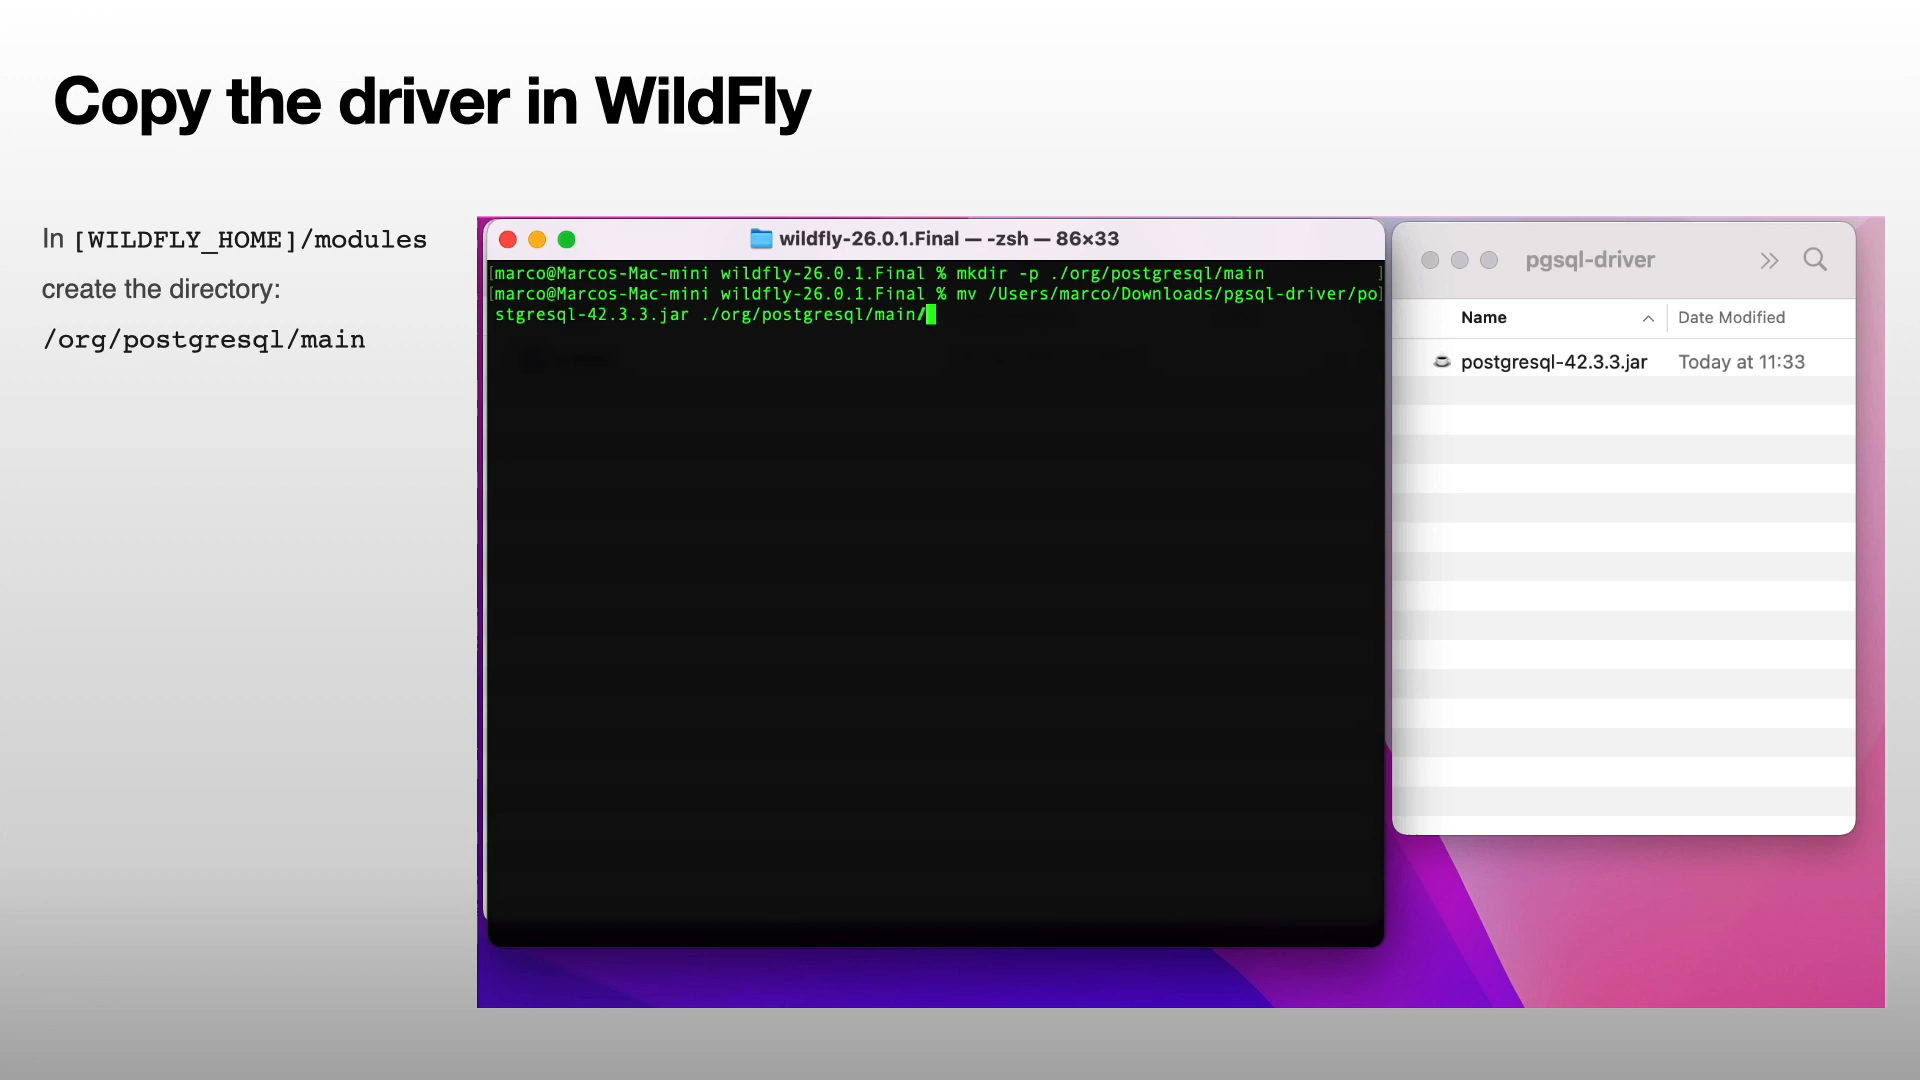 Copy the driver in WildFly
In [WILDFLY_HOME]/modules
create the directory:
/org/postgresql/main
wildfly-26.0.1.Final — -zsh — 86×33
[marco@Marcos-Mac-mini wildfly-26.0.1.Final % mkdir -p ./org/postgresql/main ]
[marco@Marcos-Mac-mini wildfly-26.0.1.Final % mv /Users/marco/Downloads/pgsql-driver/po]
stgresql-42.3.3.jar ./org/postgresql/main/
pgsql-driver
Name Date Modified
postgresql-42.3.3.jar Today at 11:33